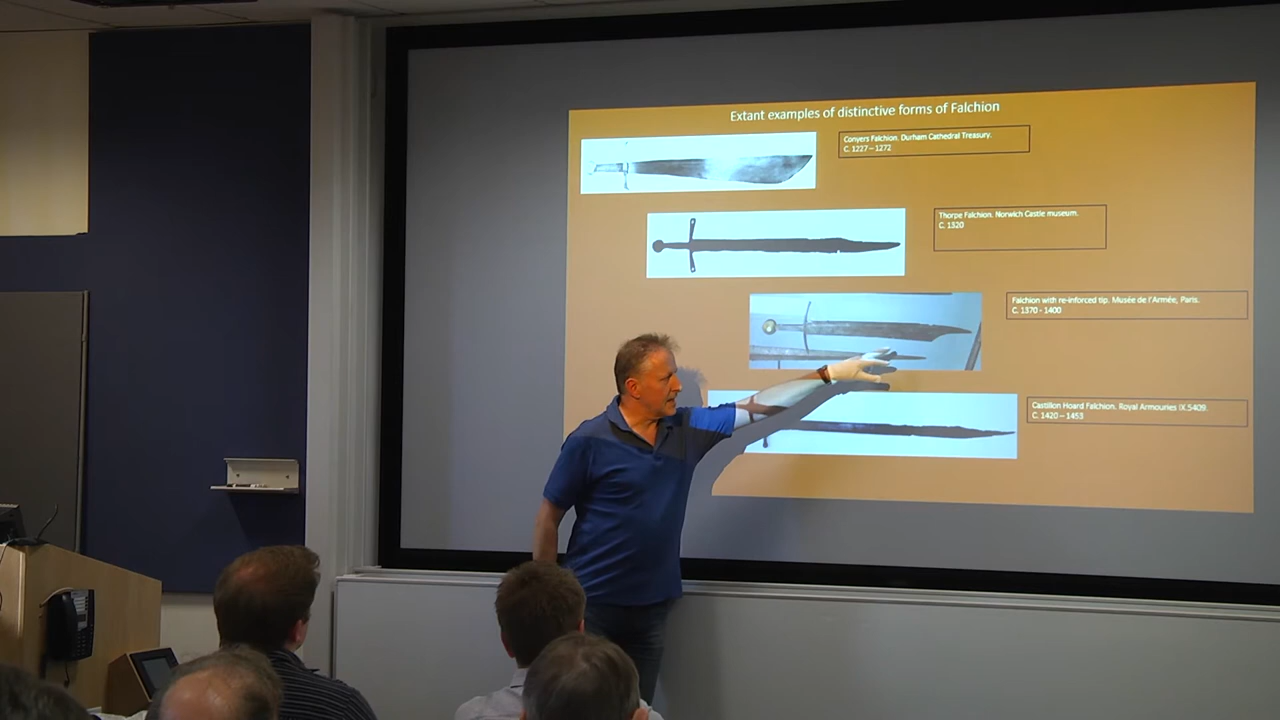 Extant examples of distinctive forms of Falchion
Conyers Falchion. Durham Cathedral Treasury.
C. 1227 – 1272
Thorpe Falchion. Norwich Castle museum.
C. 1320
Falchion with re-inforced tip. Musée de l'Armée, Paris.
C. 1370 - 1400
Castillon Hoard Falchion. Royal Armouries IX.5409.
C. 1420 – 1453